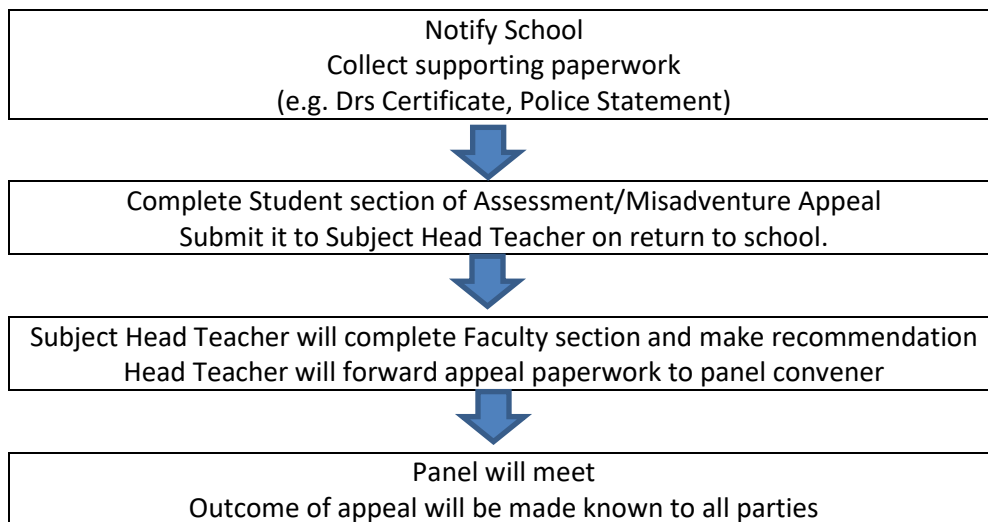 Notify School
Collect supporting paperwork
(e.g. Drs Certificate, Police Statement)
Complete Student section of Assessment/Misadventure Appeal
Submit it to Subject Head Teacher on return to school.
Subject Head Teacher will complete Faculty section and make recommendation
Head Teacher will forward appeal paperwork to panel convener
Panel will meet
Outcome of appeal will be made known to all parties